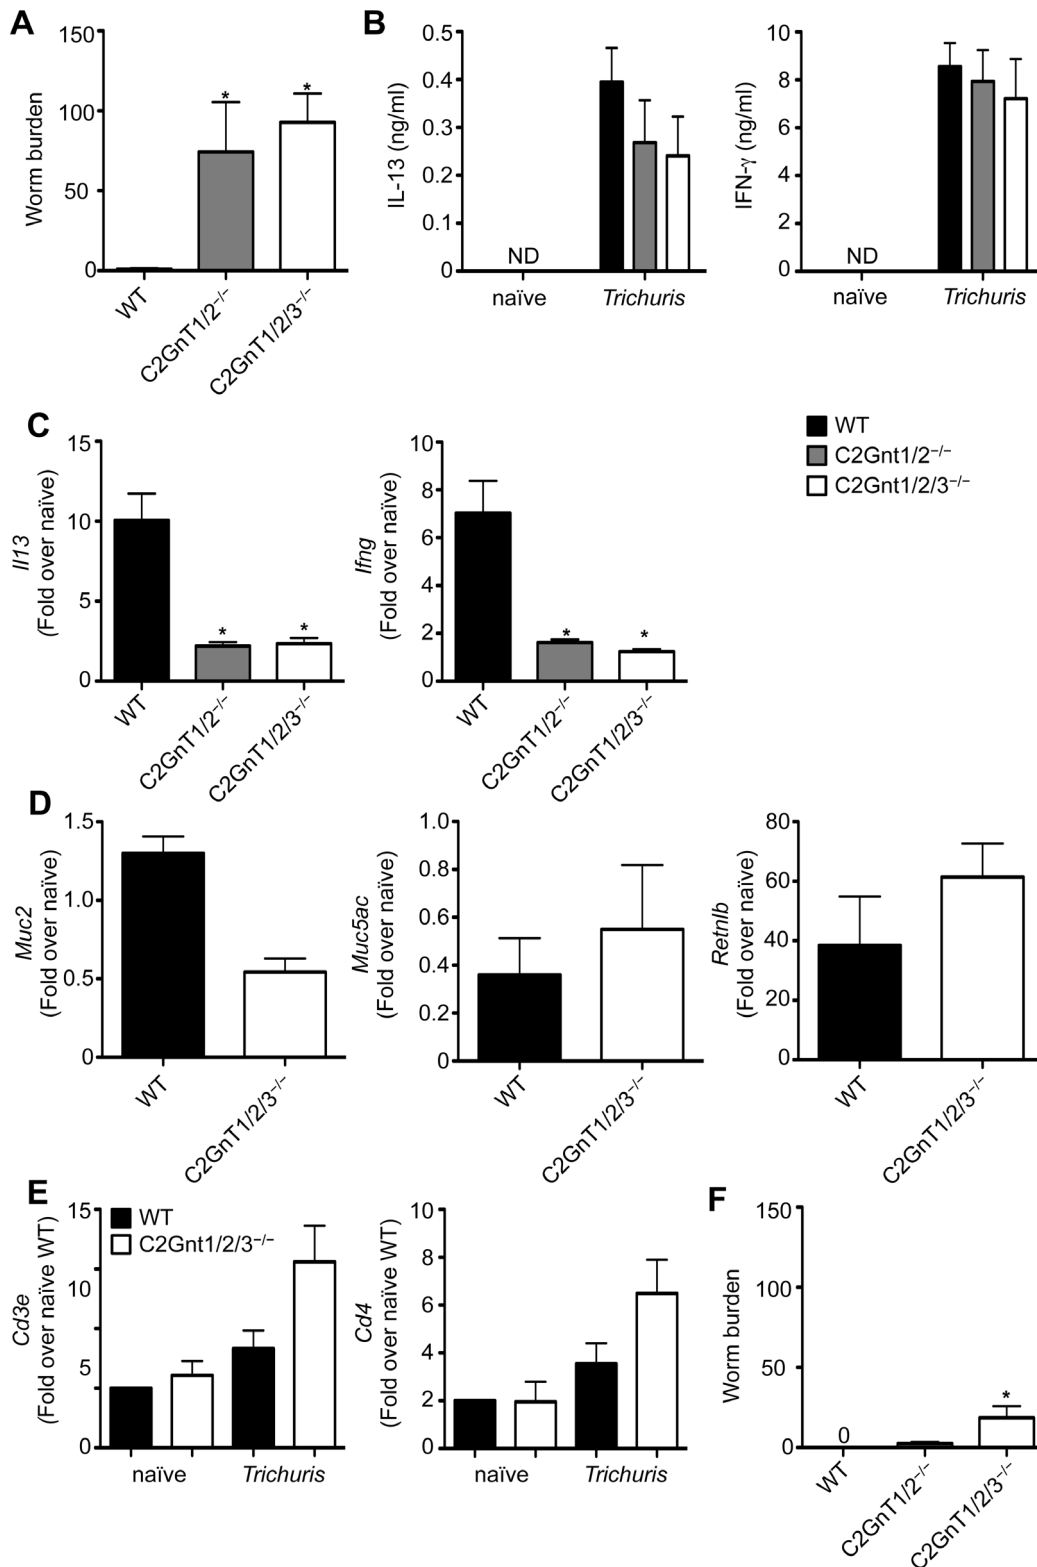 A
Worm burden
150
100
50
0
*
*
WT
C2GnT1/2⁻/⁻
C2GnT1/2/3⁻/⁻
B
IL-13 (ng/ml)
0.5
0.4
0.3
0.2
0.1
0
ND
naïve
Trichuris
IFN-γ (ng/ml)
10
8
6
4
2
0
ND
naïve
Trichuris
WT
C2Gnt1/2⁻/⁻
C2Gnt1/2/3⁻/⁻
C
Il13
(Fold over naïve)
15
10
5
0
*
*
WT
C2GnT1/2⁻/⁻
C2GnT1/2/3⁻/⁻
Ifng
(Fold over naïve)
10
8
6
4
2
0
*
*
WT
C2GnT1/2⁻/⁻
C2GnT1/2/3⁻/⁻
D
Muc2
(Fold over naïve)
1.5
1.0
0.5
0
WT
C2GnT1/2/3⁻/⁻
Muc5ac
(Fold over naïve)
1.0
0.8
0.6
0.4
0.2
0
WT
C2GnT1/2/3⁻/⁻
Retnlb
(Fold over naïve)
80
60
40
20
0
WT
C2GnT1/2/3⁻/⁻
E
Cd3e
(Fold over naïve WT)
15
10
5
0
WT
C2Gnt1/2/3⁻/⁻
naïve
Trichuris
Cd4
(Fold over naïve WT)
10
8
6
4
2
0
naïve
Trichuris
F
Worm burden
150
100
50
0
0
*
WT
C2GnT1/2⁻/⁻
C2GnT1/2/3⁻/⁻